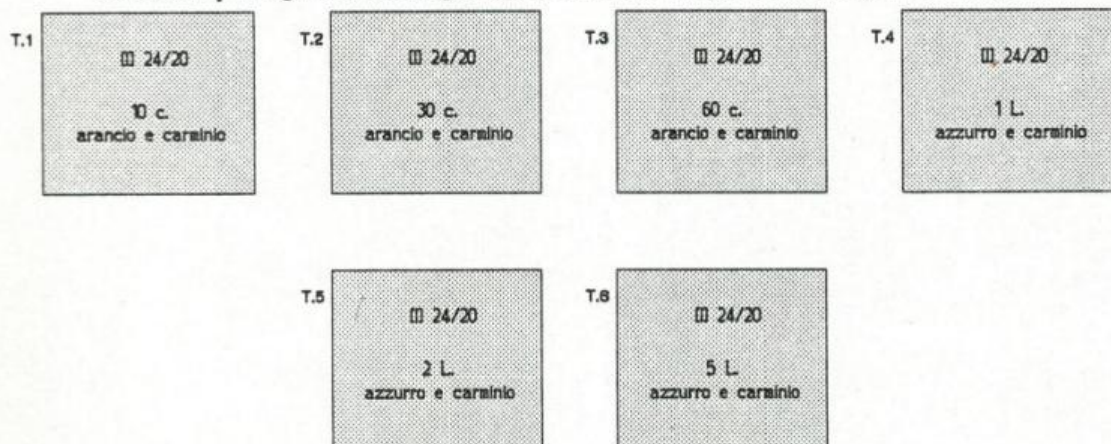 T.1
24/20
10 c.
arancio e carminio
T.2
24/20
30 c.
arancio e carminio
T.3
24/20
60 c.
arancio e carminio
T.4
24/20
1 L.
azzurro e carminio
T.5
24/20
2 L.
azzurro e carminio
T.6
24/20
5 L.
azzurro e carminio